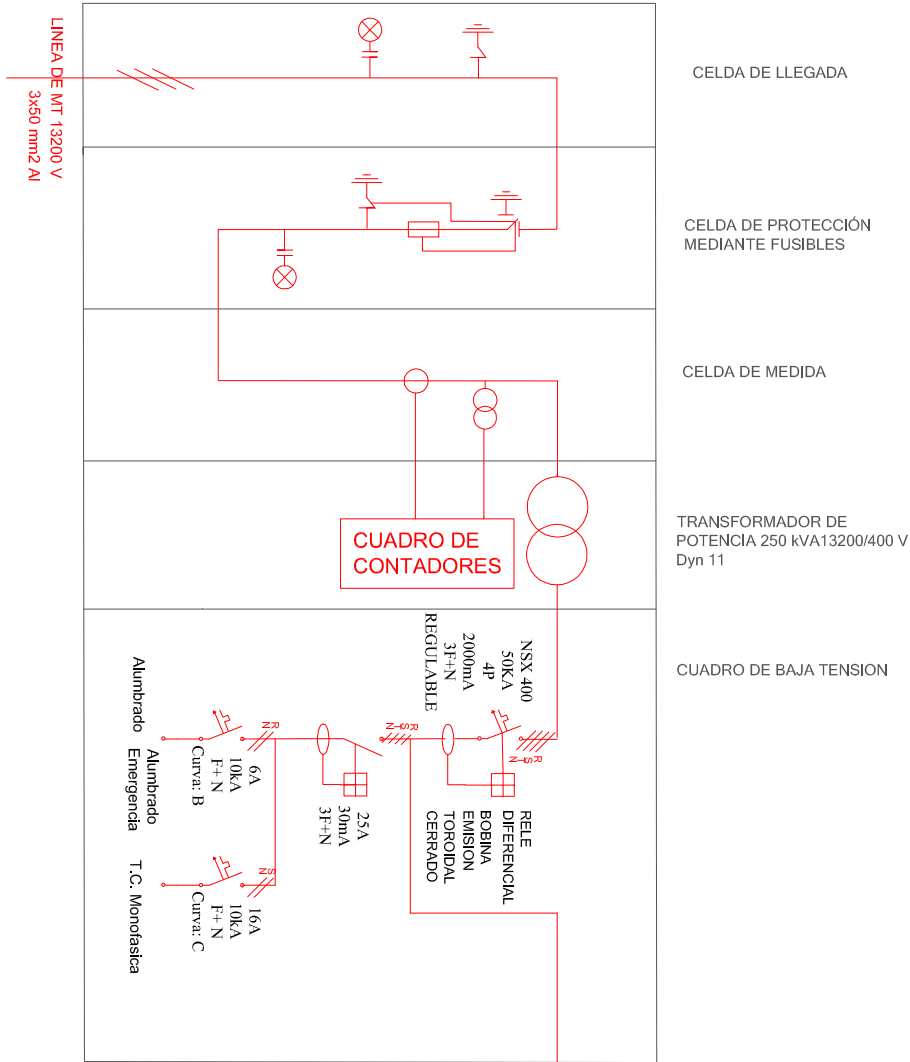 LINEA DE MT 13200 V
3x50 mm2 Al
CELDA DE LLEGADA
CELDA DE PROTECCIÓN
MEDIANTE FUSIBLES
CELDA DE MEDIDA
CUADRO DE
CONTADORES
TRANSFORMADOR DE
POTENCIA 250 kVA13200/400 V
Dyn 11
CUADRO DE BAJA TENSION
NSX 400
50KA
4P
2000mA
3F+N
REGULABLE
R
S
T
N
RELE
DIFERENCIAL
BOBINA
EMISION
TOROIDAL
CERRADO
R
S
T
N
25A
30mA
3F+N
R
N
6A
10kA
F+ N
Curva: B
Alumbrado
Alumbrado
Emergencia
S
N
16A
10kA
F+ N
Curva: C
T.C. Monofasica